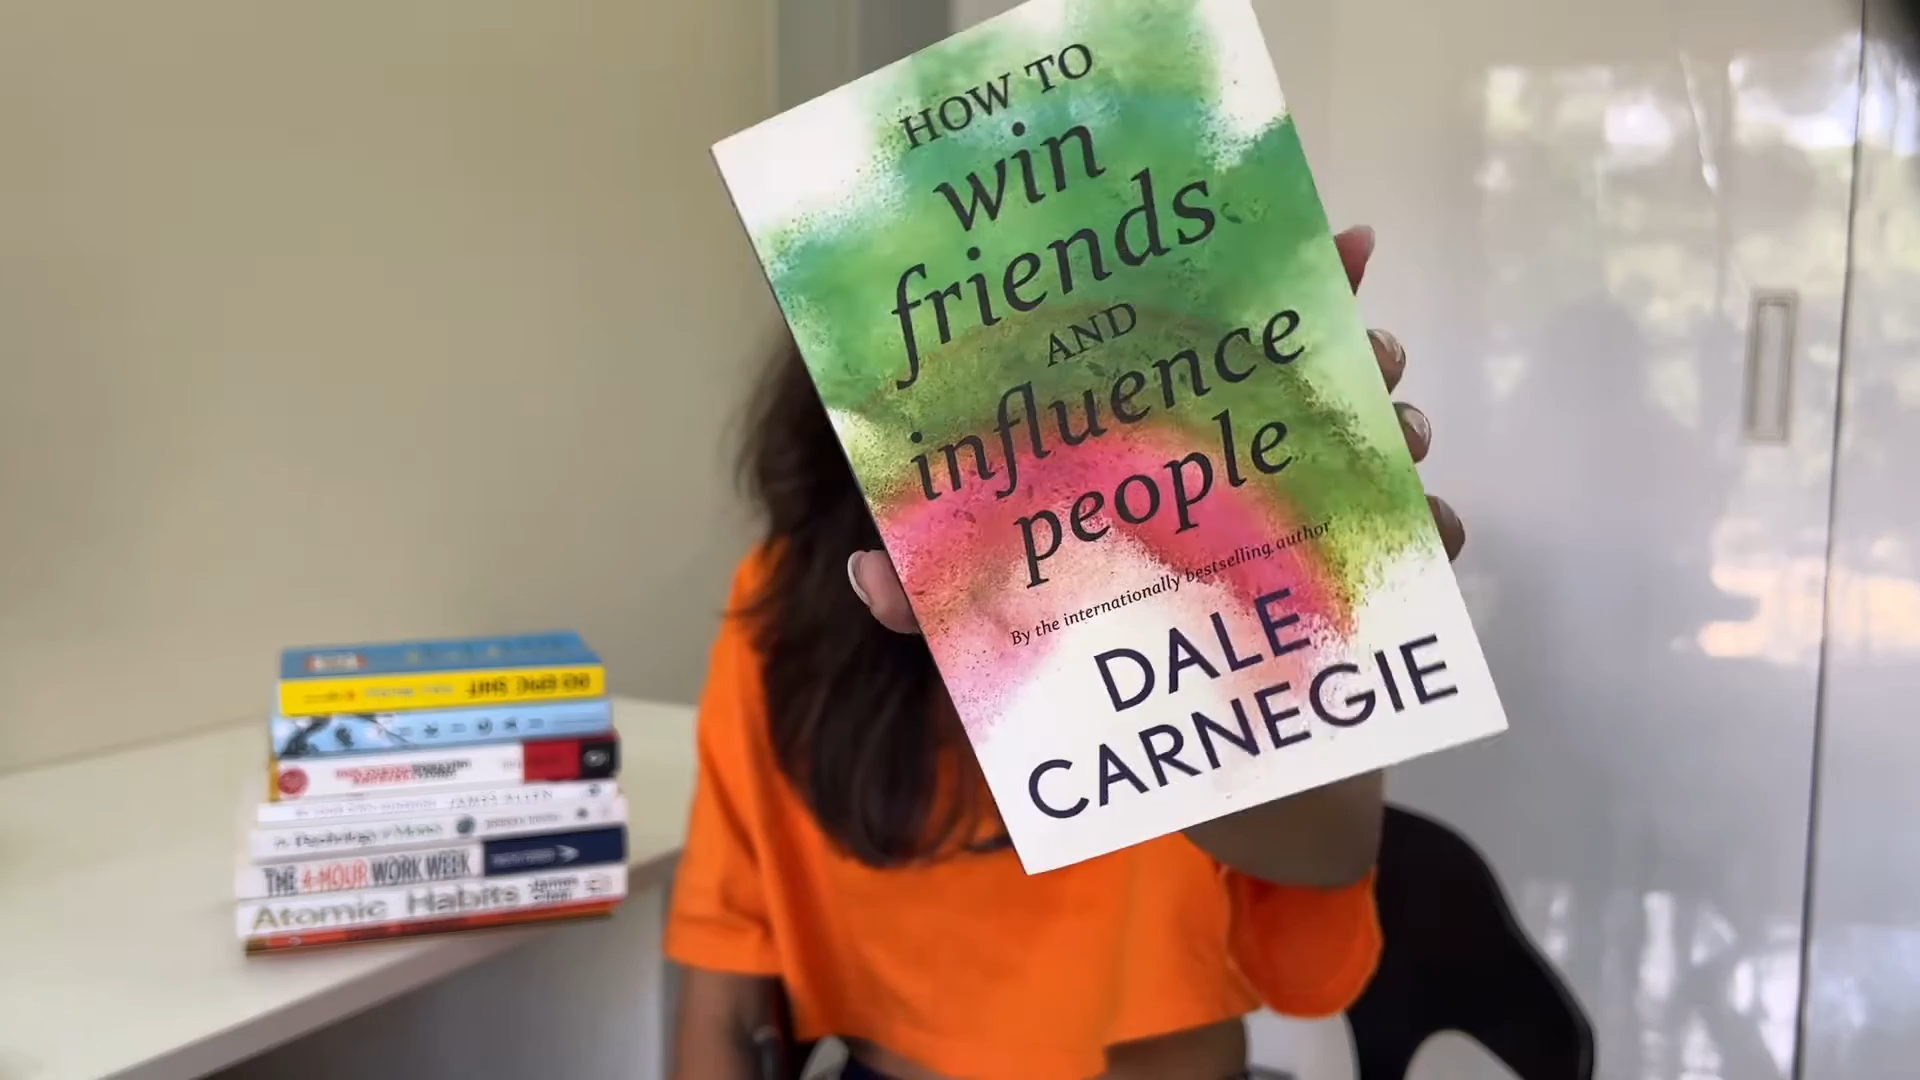 HOW TO
win
friends
AND
influence
people
By the internationally bestselling author
DALE
CARNEGIE
DO EPIC SHIT
JAMES ALLEN
THE 4-HOUR WORK WEEK
Atomic Habits James Clear